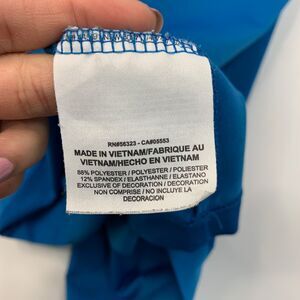 RN#56323 - CA#05553
MADE IN VIETNAM/FABRIQUE AU
VIETNAM/HECHO EN VIETNAM
88% POLYESTER / POLYESTER / POLIESTER
12% SPANDEX / ELASTHANNE / ELASTANO
EXCLUSIVE OF DECORATION / DECORATION
NON COMPRISE / NO INCLUYE LA
DECORACION